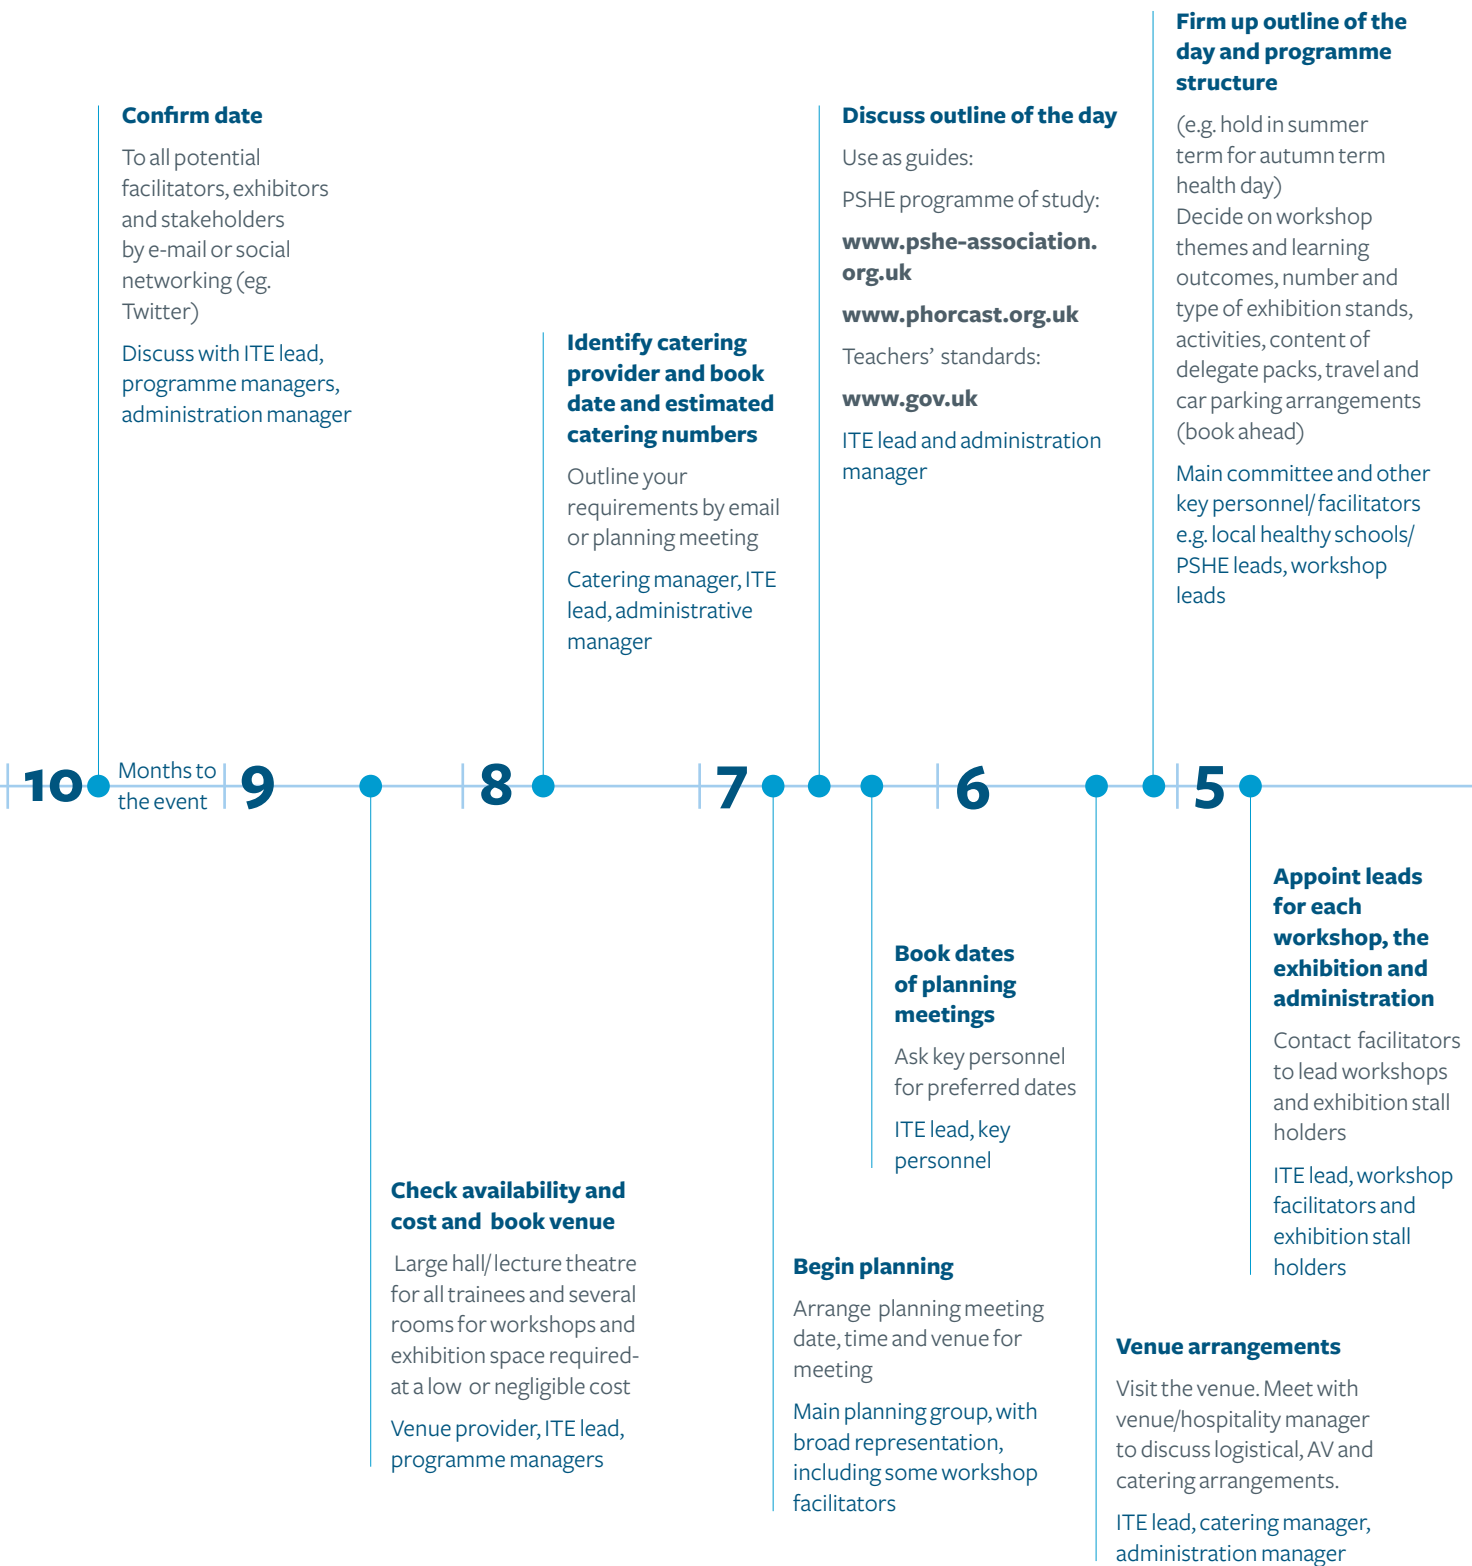 Confirm date
To all potential
facilitators, exhibitors
and stakeholders
by e-mail or social
networking (eg.
Twitter)
Discuss with ITE lead,
programme managers,
administration manager
Identify catering
provider and book
date and estimated
catering numbers
Outline your
requirements by email
or planning meeting
Catering manager, ITE
lead, administrative
manager
Discuss outline of the day
Use as guides:
PSHE programme of study:
www.pshe-association.
org.uk
www.phorcast.org.uk
Teachers’ standards:
www.gov.uk
ITE lead and administration
manager
Firm up outline of the
day and programme
structure
(e.g. hold in summer
term for autumn term
health day)
Decide on workshop
themes and learning
outcomes, number and
type of exhibition stands,
activities, content of
delegate packs, travel and
car parking arrangements
(book ahead)
Main committee and other
key personnel/facilitators
e.g. local healthy schools/
PSHE leads, workshop
leads
10
Months to
the event
9
8
7
6
5
Check availability and
cost and book venue
Large hall/lecture theatre
for all trainees and several
rooms for workshops and
exhibition space required-
at a low or negligible cost
Venue provider, ITE lead,
programme managers
Begin planning
Arrange planning meeting
date, time and venue for
meeting
Main planning group, with
broad representation,
including some workshop
facilitators
Book dates
of planning
meetings
Ask key personnel
for preferred dates
ITE lead, key
personnel
Venue arrangements
Visit the venue. Meet with
venue/hospitality manager
to discuss logistical, AV and
catering arrangements.
ITE lead, catering manager,
administration manager
Appoint leads
for each
workshop, the
exhibition and
administration
Contact facilitators
to lead workshops
and exhibition stall
holders
ITE lead, workshop
facilitators and
exhibition stall
holders